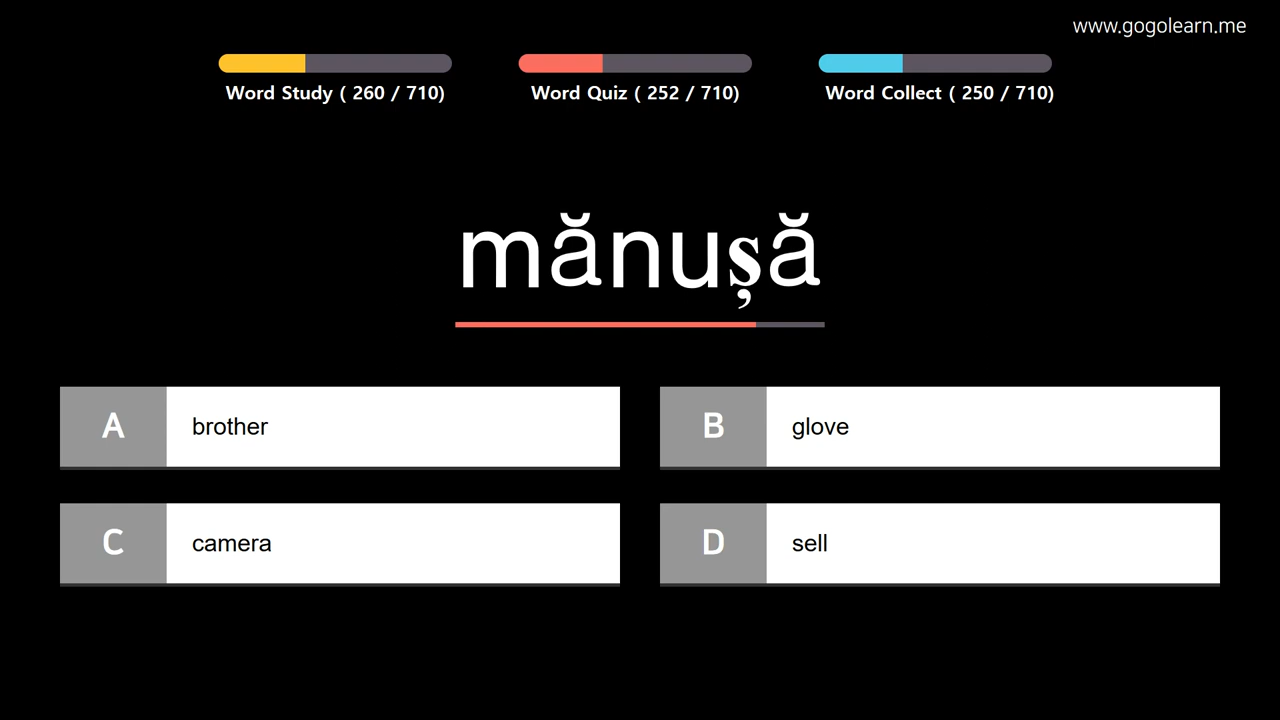 www.gogolearn.me
Word Study ( 260 / 710)
Word Quiz ( 252 / 710)
Word Collect ( 250 / 710)
mănușă
A brother
B glove
C camera
D sell